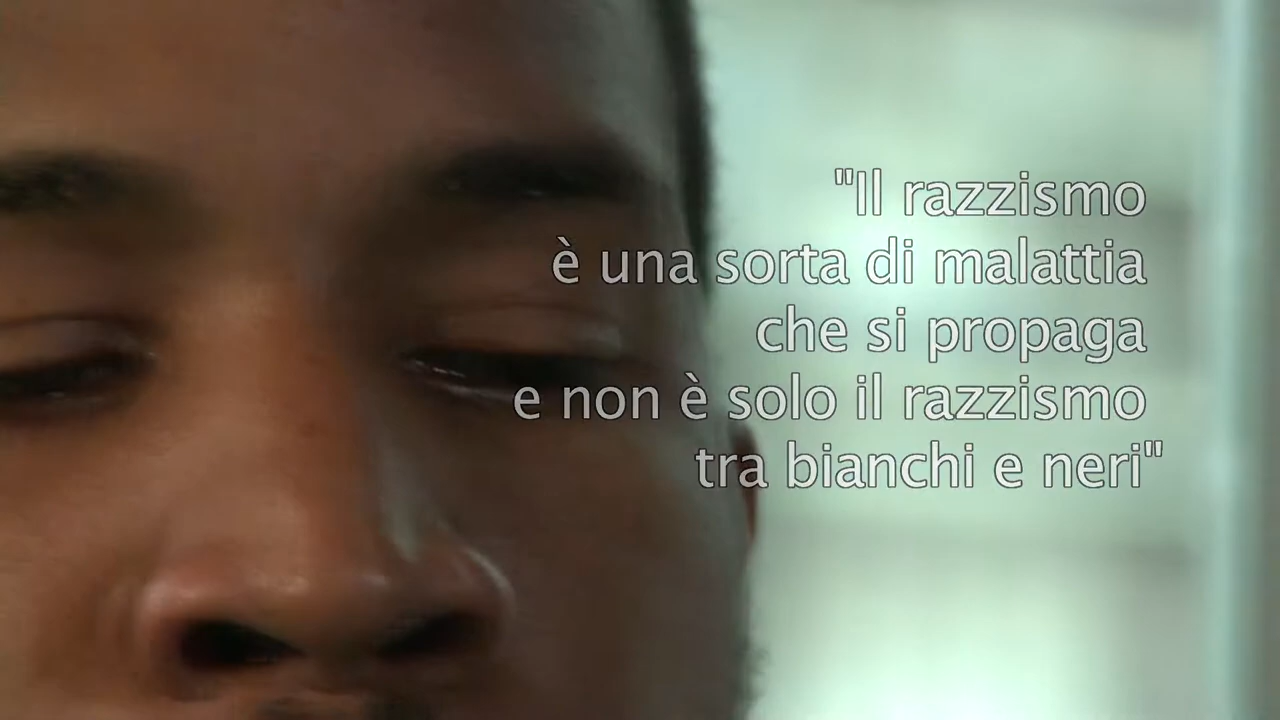 "Il razzismo
è una sorta di malattia
che si propaga
e non è solo il razzismo
tra bianchi e neri"